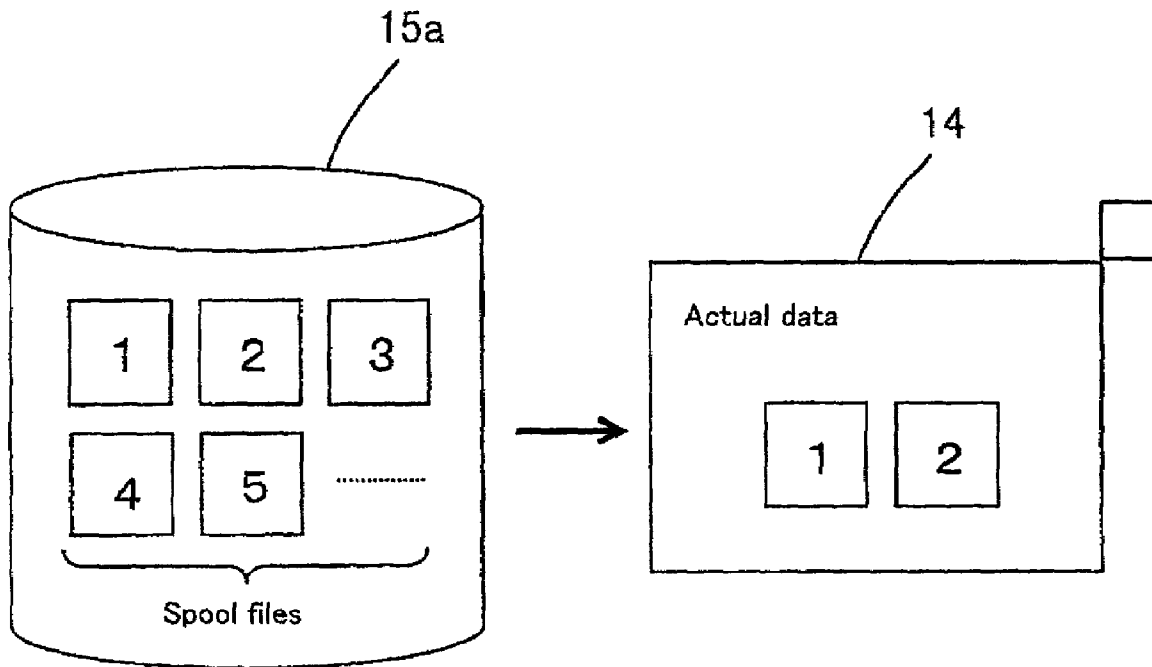 15a
14
Actual data
1 2 3
1 2
4 5 ............
Spool files